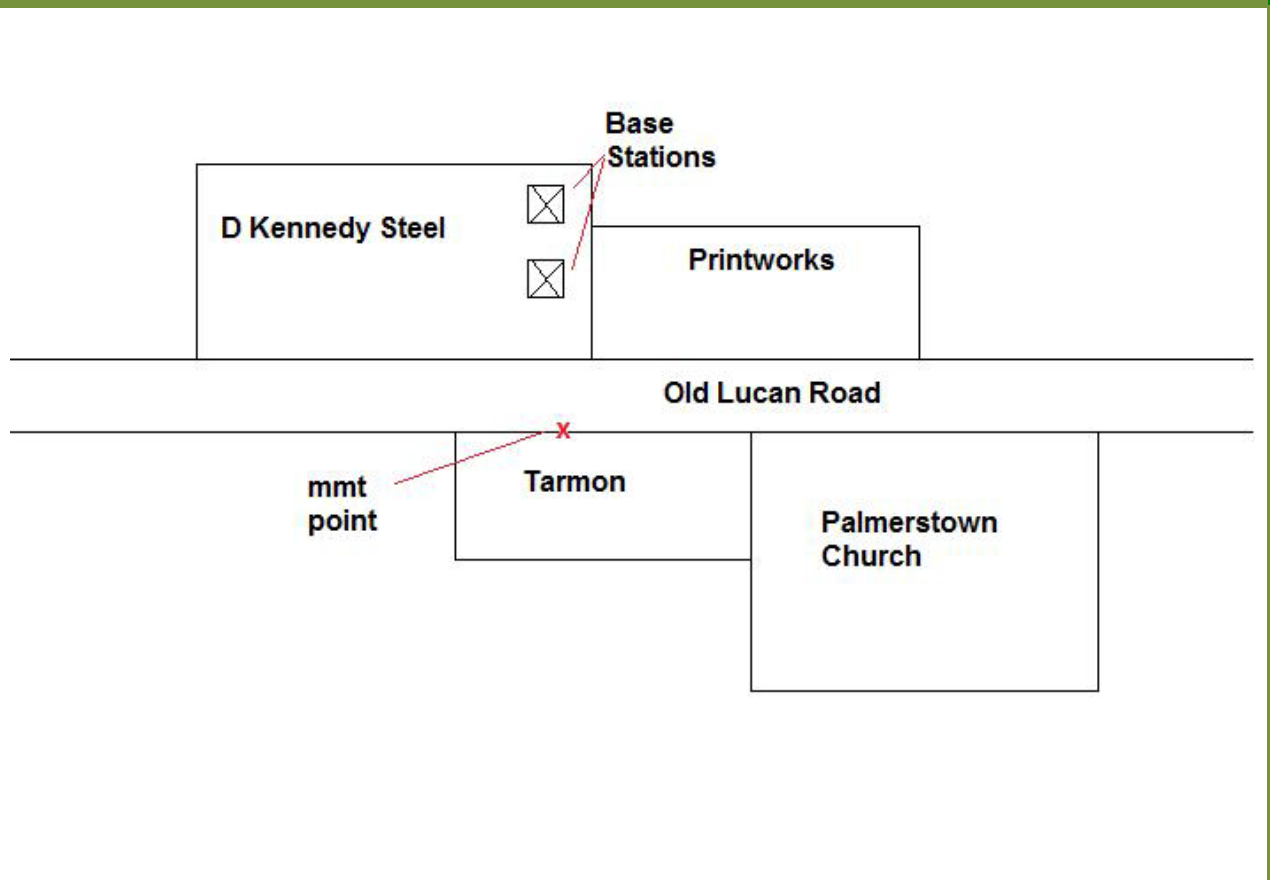 Base
Stations
D Kennedy Steel
Printworks
Old Lucan Road
x
mmt
point
Tarmon
Palmerstown
Church